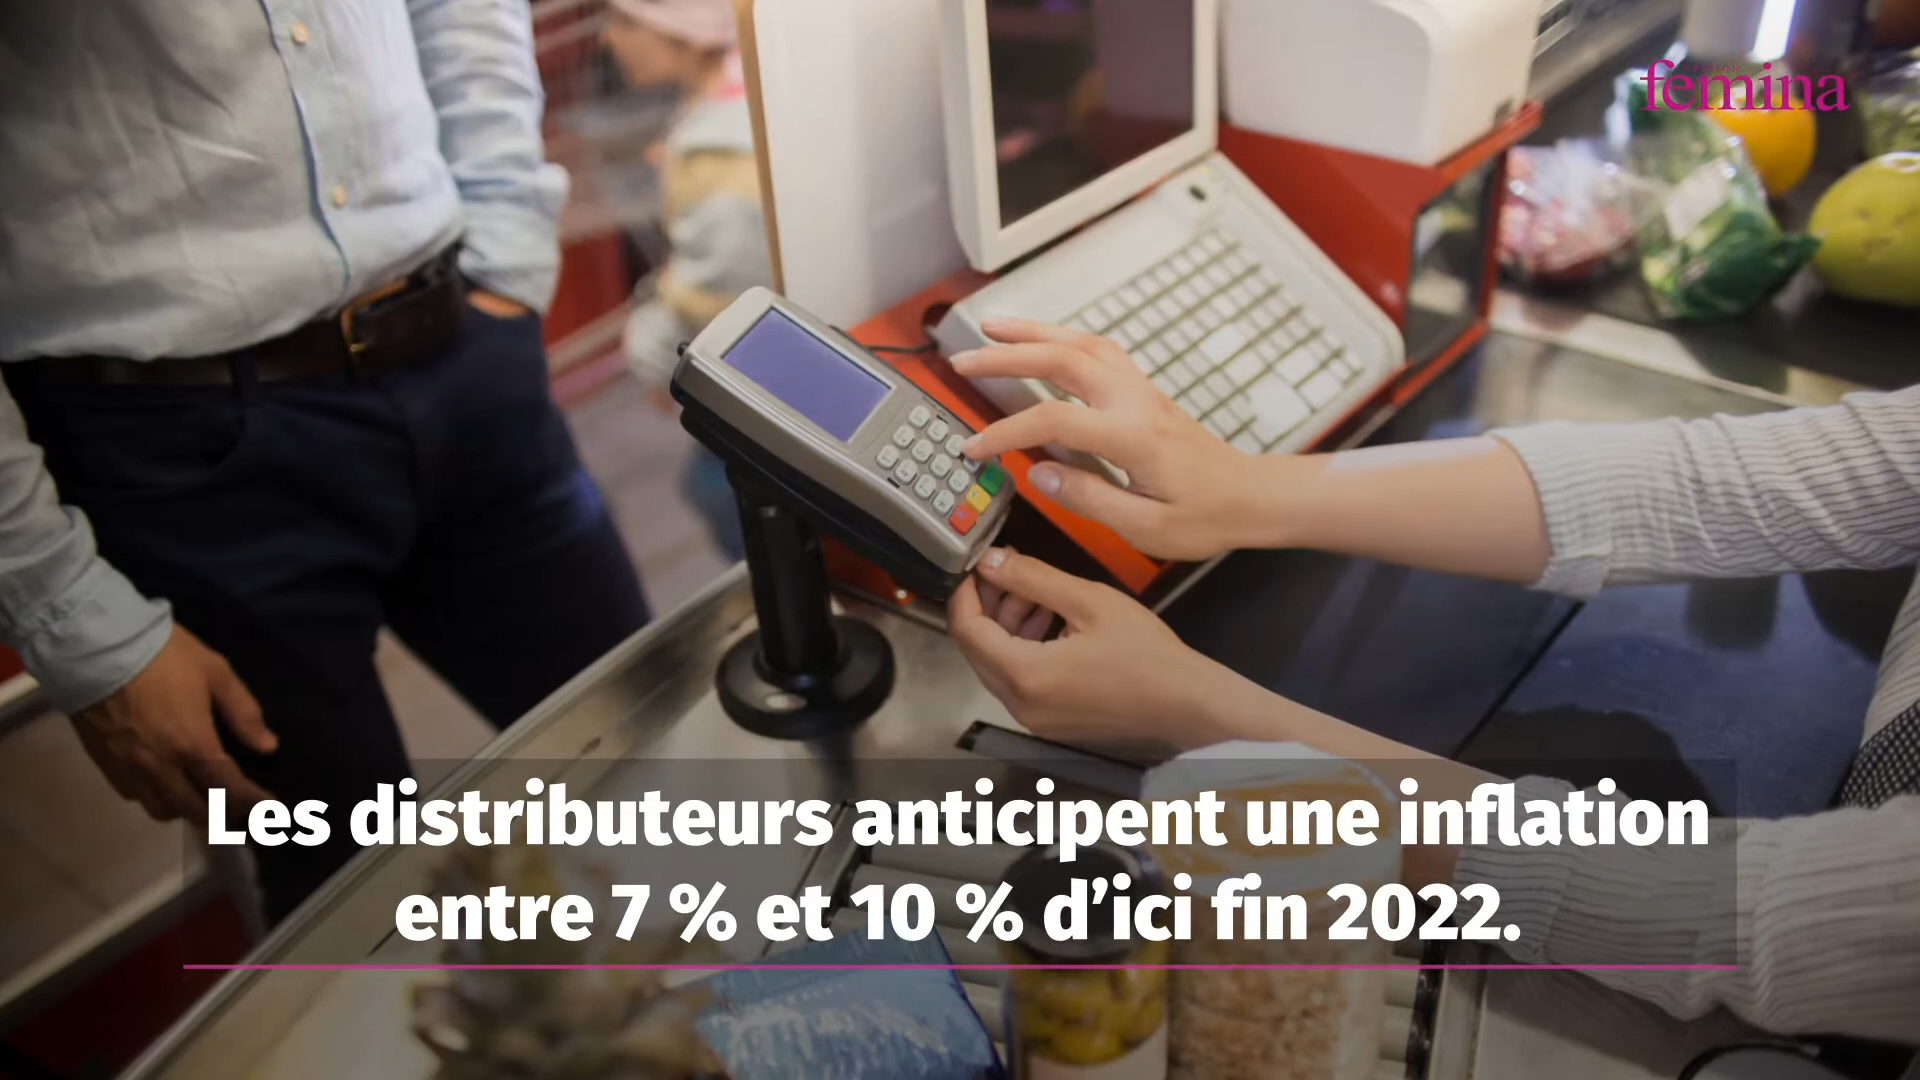 femina
Les distributeurs anticipent une inflation
entre 7 % et 10 % d’ici fin 2022.